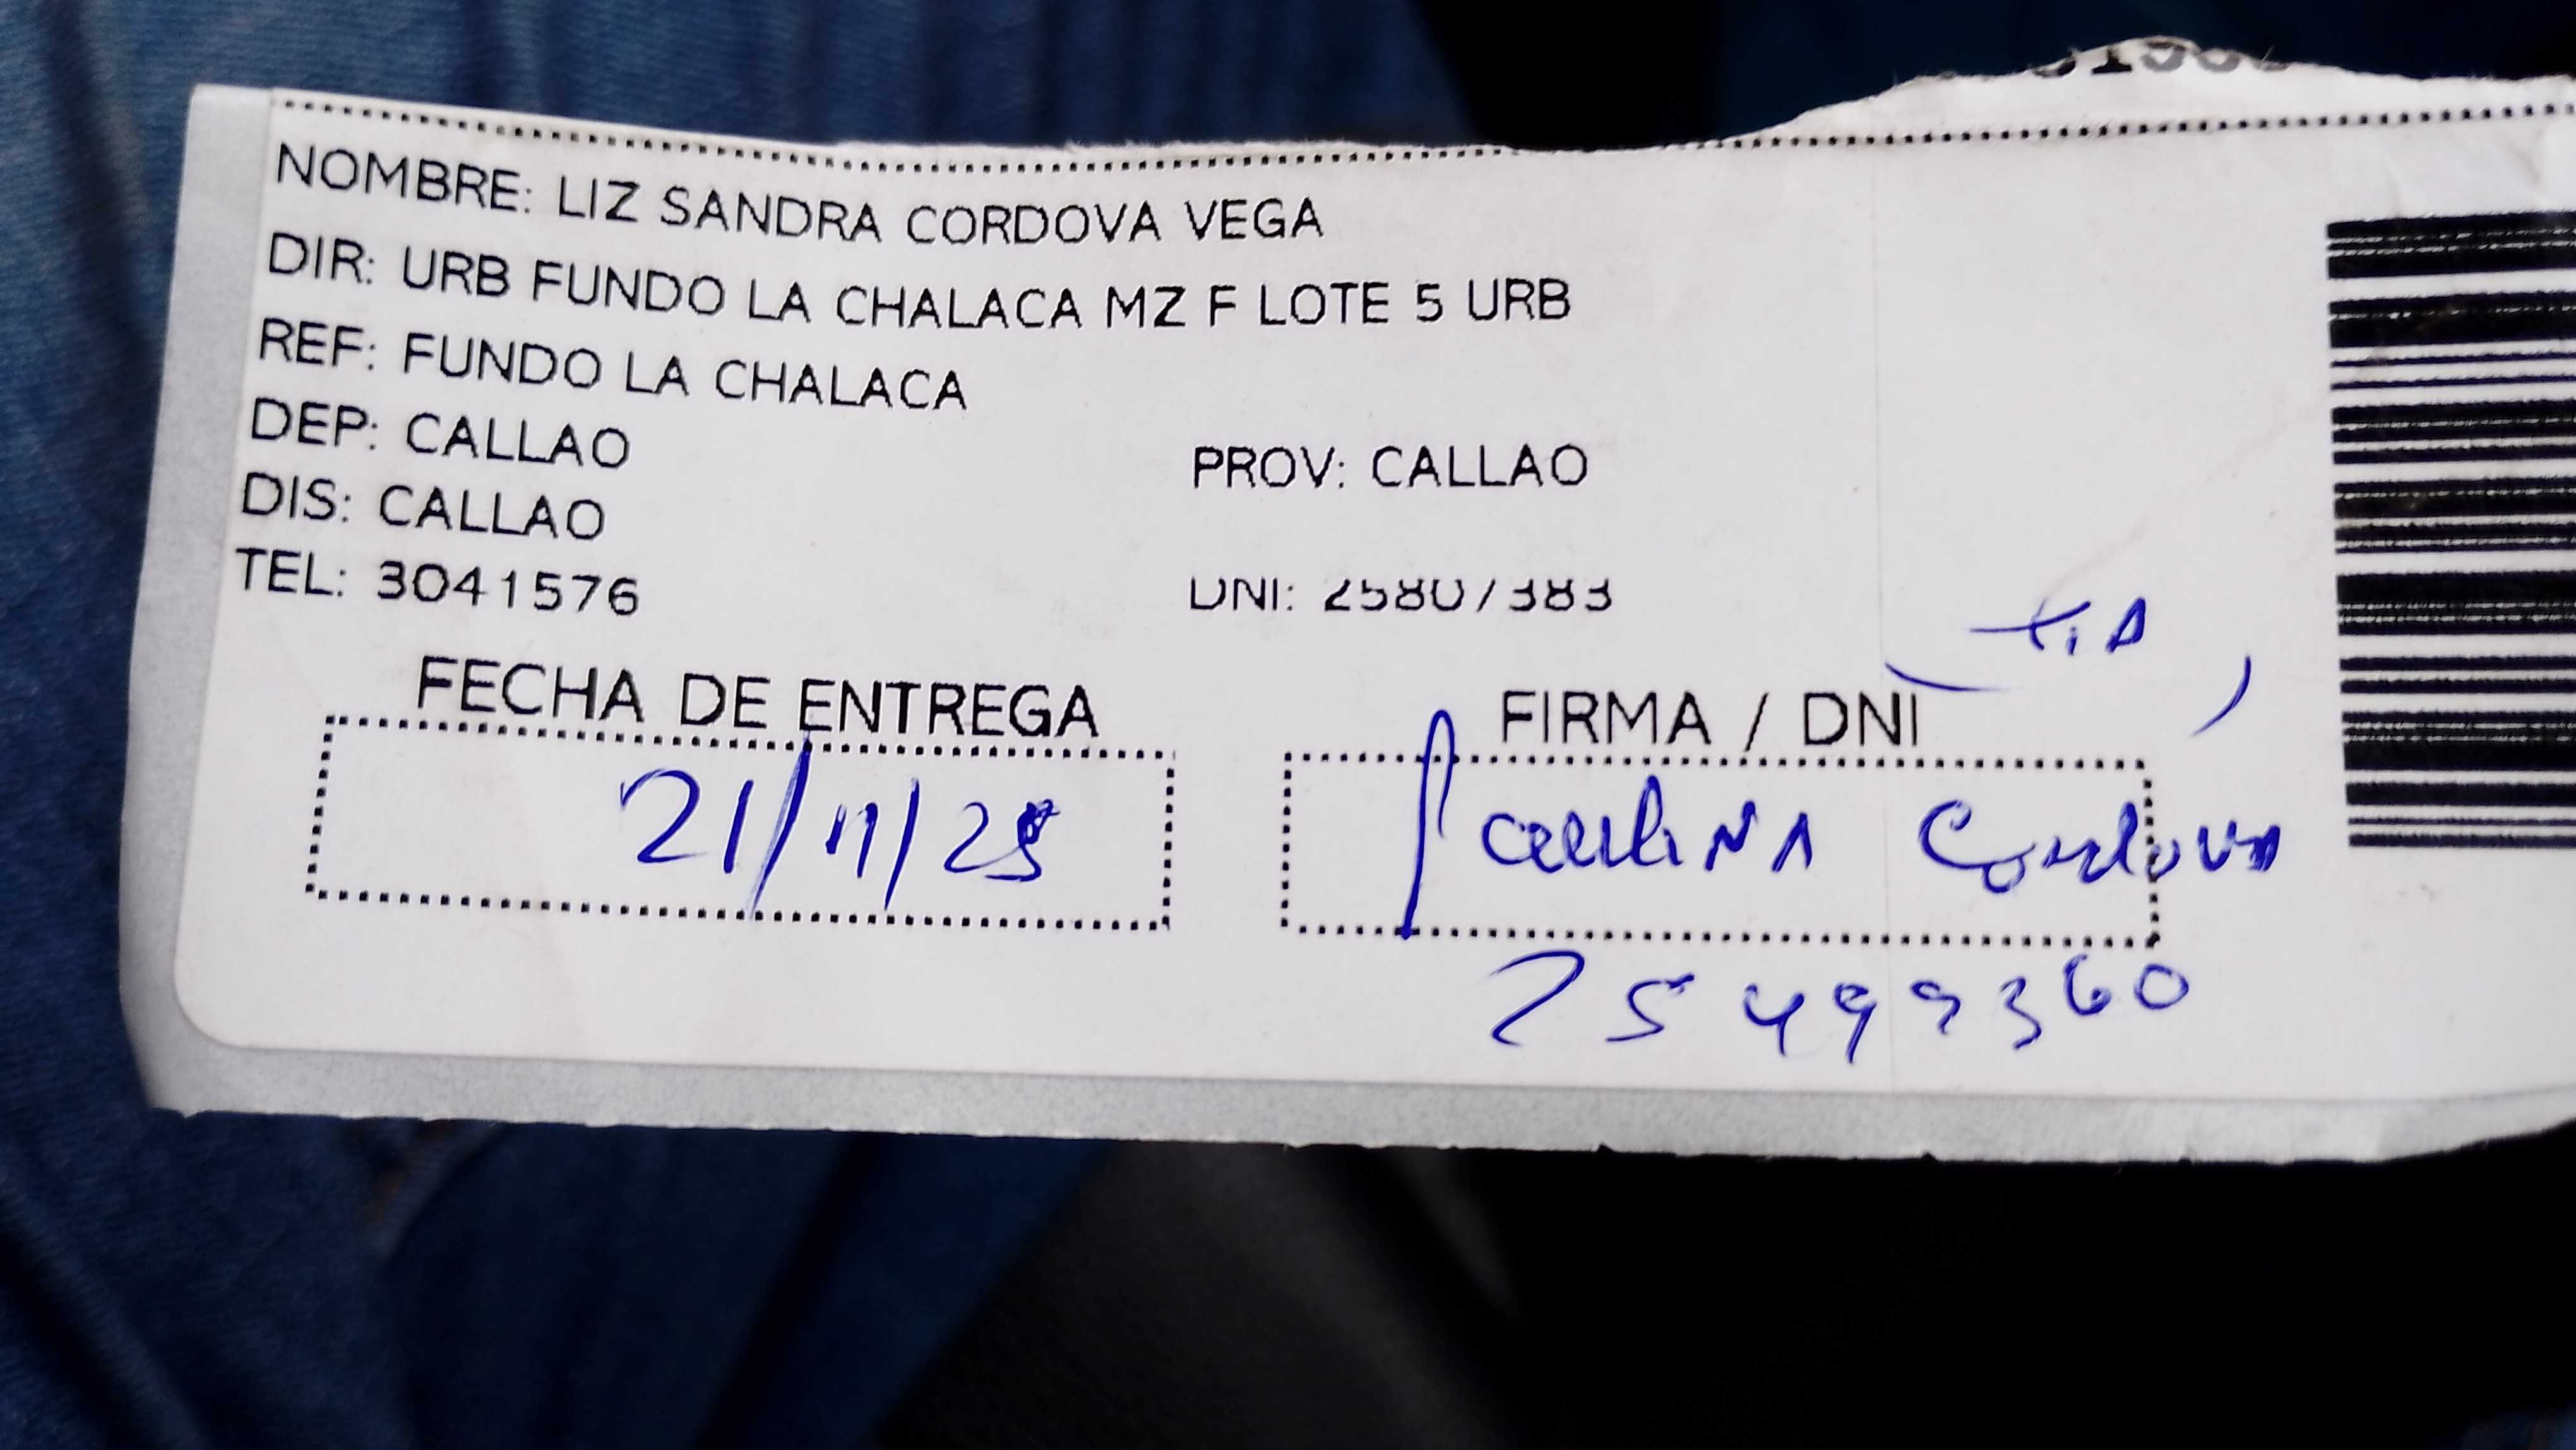 NOMBRE: LIZ SANDRA CORDOVA VEGA
DIR: URB FUNDO LA CHALACA MZ F LOTE 5 URB
REF: FUNDO LA CHALACA
DEP: CALLAO PROV: CALLAO
DIS: CALLAO
TEL: 3041576 DNI: 25807383
tiA
FECHA DE ENTREGA FIRMA / DNI
21/11/25 Cordova
25499360